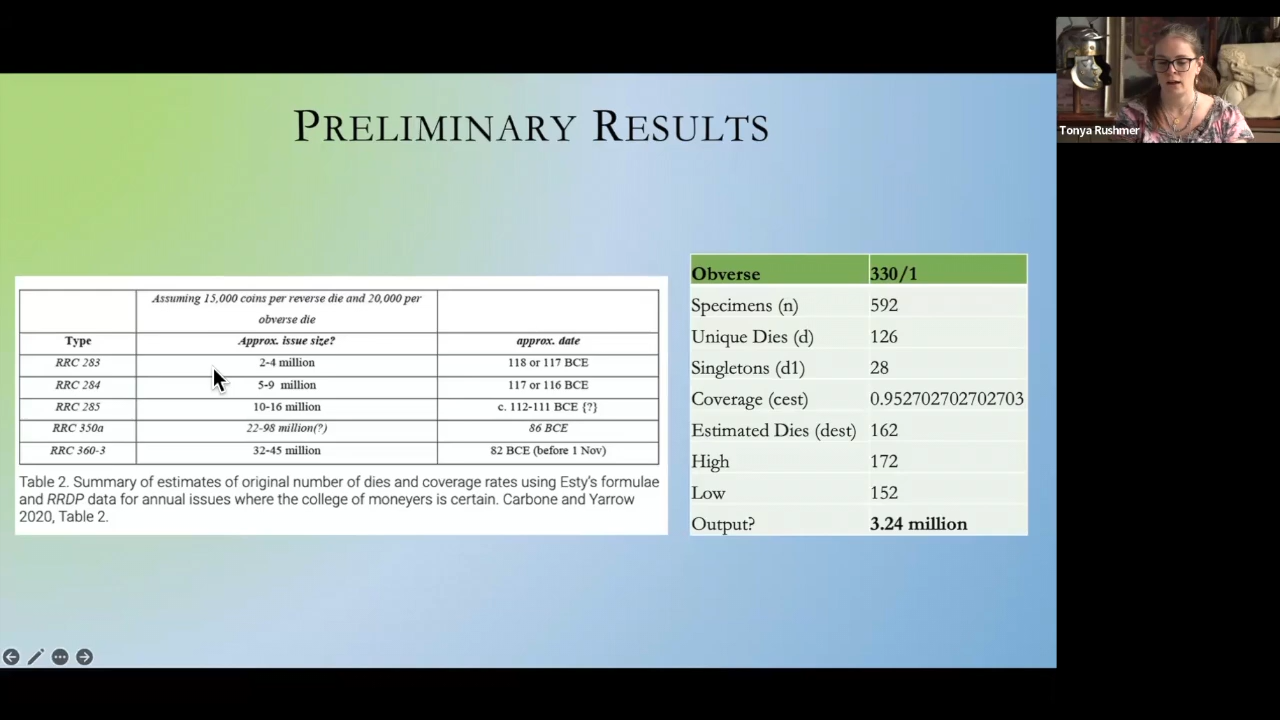 PRELIMINARY RESULTS
Tonya Rushmer
Assuming 15,000 coins per reverse die and 20,000 per
obverse die
Type Approx. issue size? approx. date
RRC 283 2-4 million 118 or 117 BCE
RRC 284 5-9 million 117 or 116 BCE
RRC 285 10-16 million c. 112-111 BCE {?}
RRC 350a 22-98 million(?) 86 BCE
RRC 360-3 32-45 million 82 BCE (before 1 Nov)
Table 2. Summary of estimates of original number of dies and coverage rates using Esty's formulae
and RRDP data for annual issues where the college of moneyers is certain. Carbone and Yarrow
2020, Table 2.
Obverse 330/1
Specimens (n) 592
Unique Dies (d) 126
Singletons (d1) 28
Coverage (cest) 0.952702702702703
Estimated Dies (dest) 162
High 172
Low 152
Output? 3.24 million